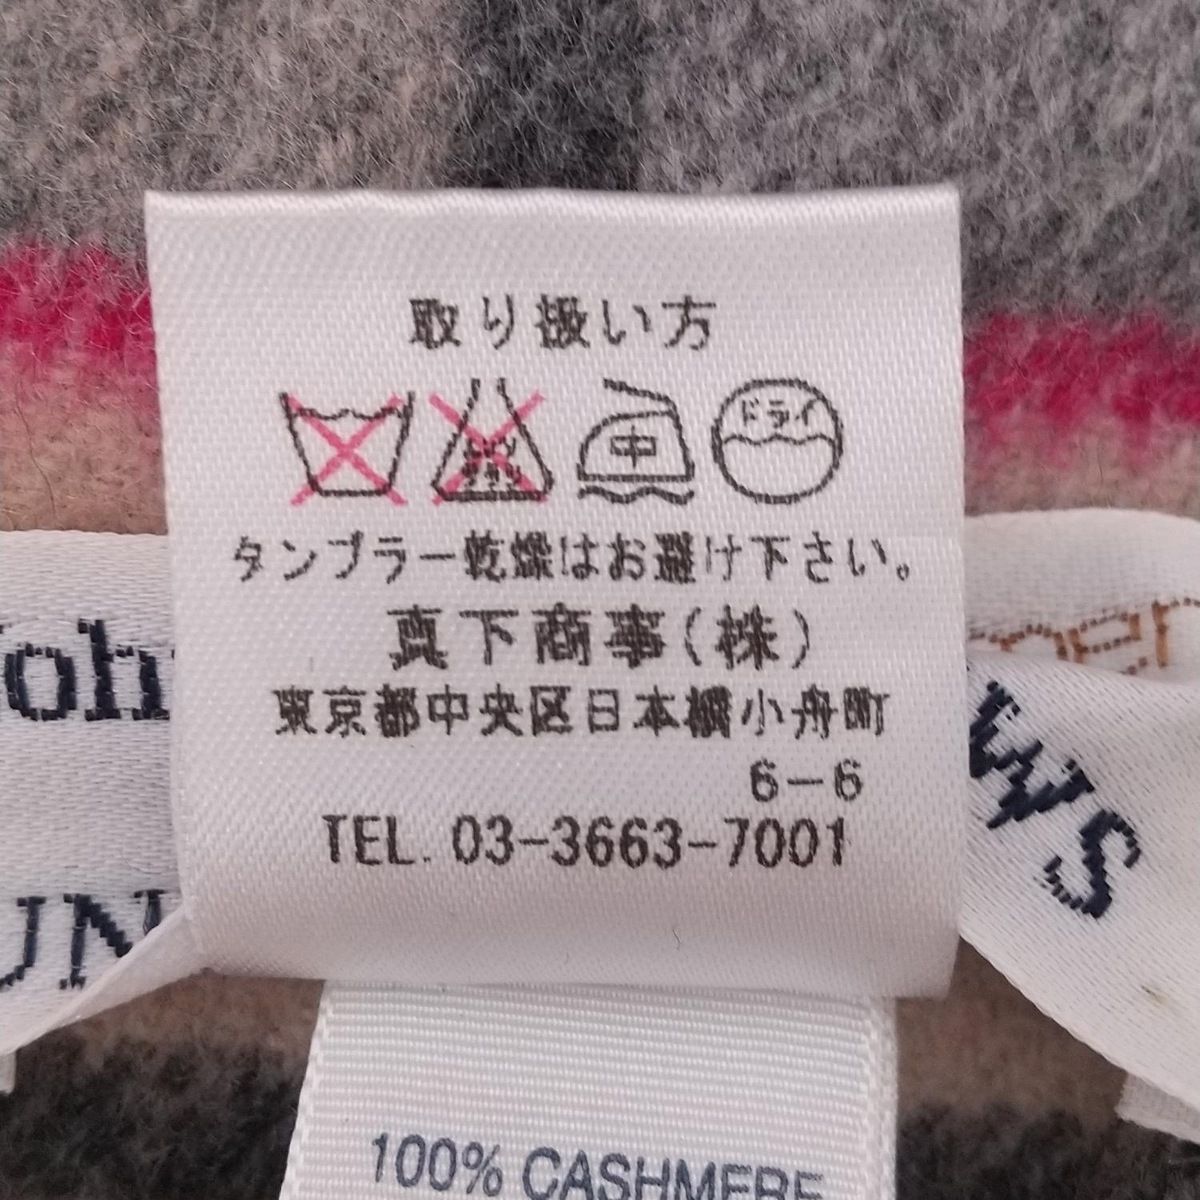 取り扱い方
中 ドライ
タンブラー乾燥はお避け下さい。
真下商事(株)
東京都中央区日本橋小舟町
6-6
TEL. 03-3663-7001
100% CASHMERE